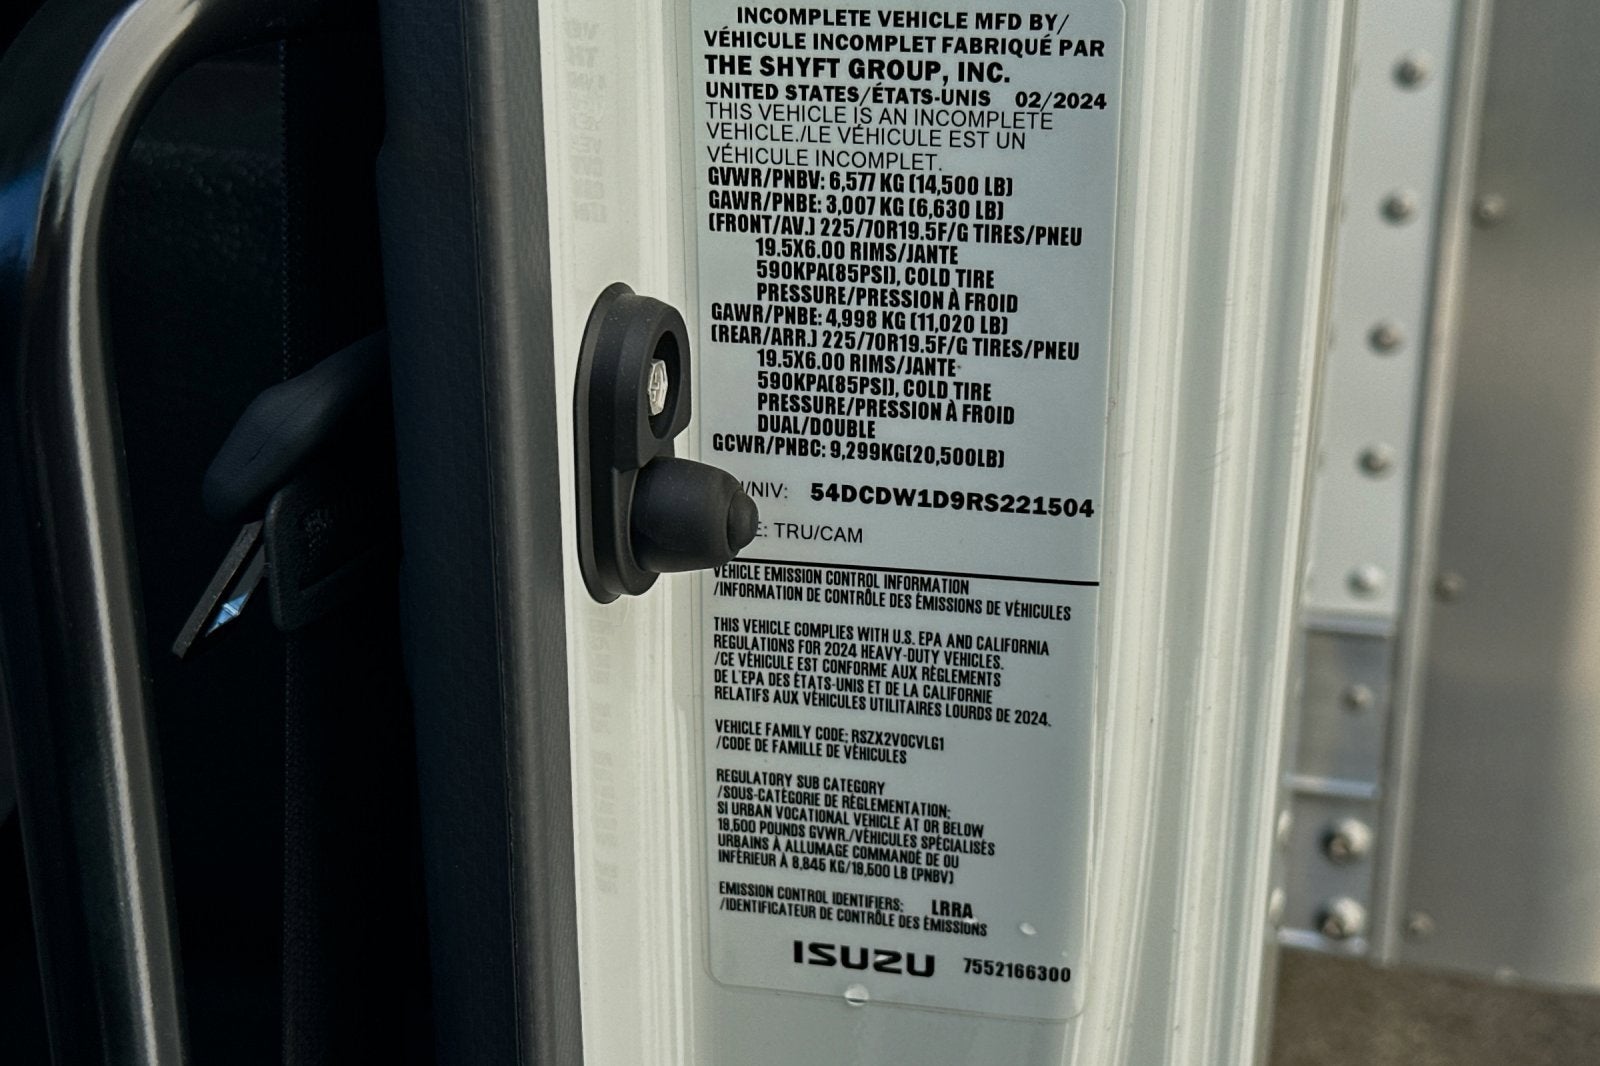 INCOMPLETE VEHICLE MFD BY/
VÉHICULE INCOMPLET FABRIQUÉ PAR
THE SHYFT GROUP, INC.
UNITED STATES/ÉTATS-UNIS 02/2024
THIS VEHICLE IS AN INCOMPLETE
VEHICLE./LE VÉHICULE EST UN
VÉHICULE INCOMPLET.
GVWR/PNBV: 6,577 KG (14,500 LB)
GAWR/PNBE: 3,007 KG (6,630 LB)
(FRONT/AV.) 225/70R19.5F/G TIRES/PNEU
19.5X6.00 RIMS/JANTE
590KPA(85PSI), COLD TIRE
PRESSURE/PRESSION À FROID
GAWR/PNBE: 4,998 KG (11,020 LB)
(REAR/ARR.) 225/70R19.5F/G TIRES/PNEU
19.5X6.00 RIMS/JANTE
590KPA(85PSI), COLD TIRE
PRESSURE/PRESSION À FROID
DUAL/DOUBLE
GCWR/PNBC: 9,299KG(20,500LB)
/NIV: 54DCDW1D9RS221504
: TRU/CAM
VEHICLE EMISSION CONTROL INFORMATION
/INFORMATION DE CONTRÔLE DES ÉMISSIONS DE VÉHICULES
THIS VEHICLE COMPLIES WITH U.S. EPA AND CALIFORNIA
REGULATIONS FOR 2024 HEAVY-DUTY VEHICLES.
/CE VÉHICULE EST CONFORME AUX RÈGLEMENTS
DE L'EPA DES ÉTATS-UNIS ET DE LA CALIFORNIE
RELATIFS AUX VÉHICULES UTILITAIRES LOURDS DE 2024.
VEHICLE FAMILY CODE: RSZX2VOCVLG1
/CODE DE FAMILLE DE VÉHICULES
REGULATORY SUB CATEGORY
/SOUS-CATÉGORIE DE RÈGLEMENTATION:
SI URBAN VOCATIONAL VEHICLE AT OR BELOW
19,500 POUNDS GVWR./VÉHICULES SPÉCIALISÉS
URBAINS À ALLUMAGE COMMANDÉ DE OU
INFÉRIEUR À 8,845 KG/19,500 LB (PNBV)
EMISSION CONTROL IDENTIFIERS: LRRA
/IDENTIFICATEUR DE CONTRÔLE DES ÉMISSIONS
ISUZU 7552166300